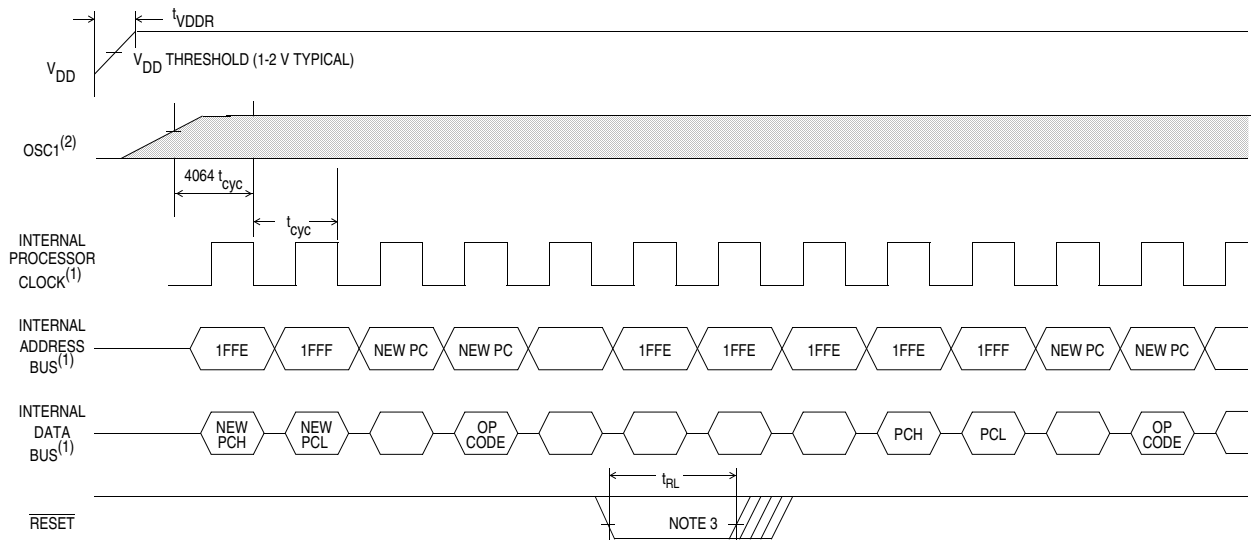 tVDDR
VDD THRESHOLD (1-2 V TYPICAL)
VDD
OSC1(2)
4064 tcyc
tcyc
INTERNAL
PROCESSOR
CLOCK(1)
INTERNAL
ADDRESS
BUS(1)
1FFE 1FFF NEW PC NEW PC 1FFE 1FFE 1FFE 1FFE 1FFF NEW PC NEW PC
INTERNAL
DATA
BUS(1)
NEW
PCH
NEW
PCL
OP
CODE
PCH
PCL
OP
CODE
tRL
RESET
NOTE 3